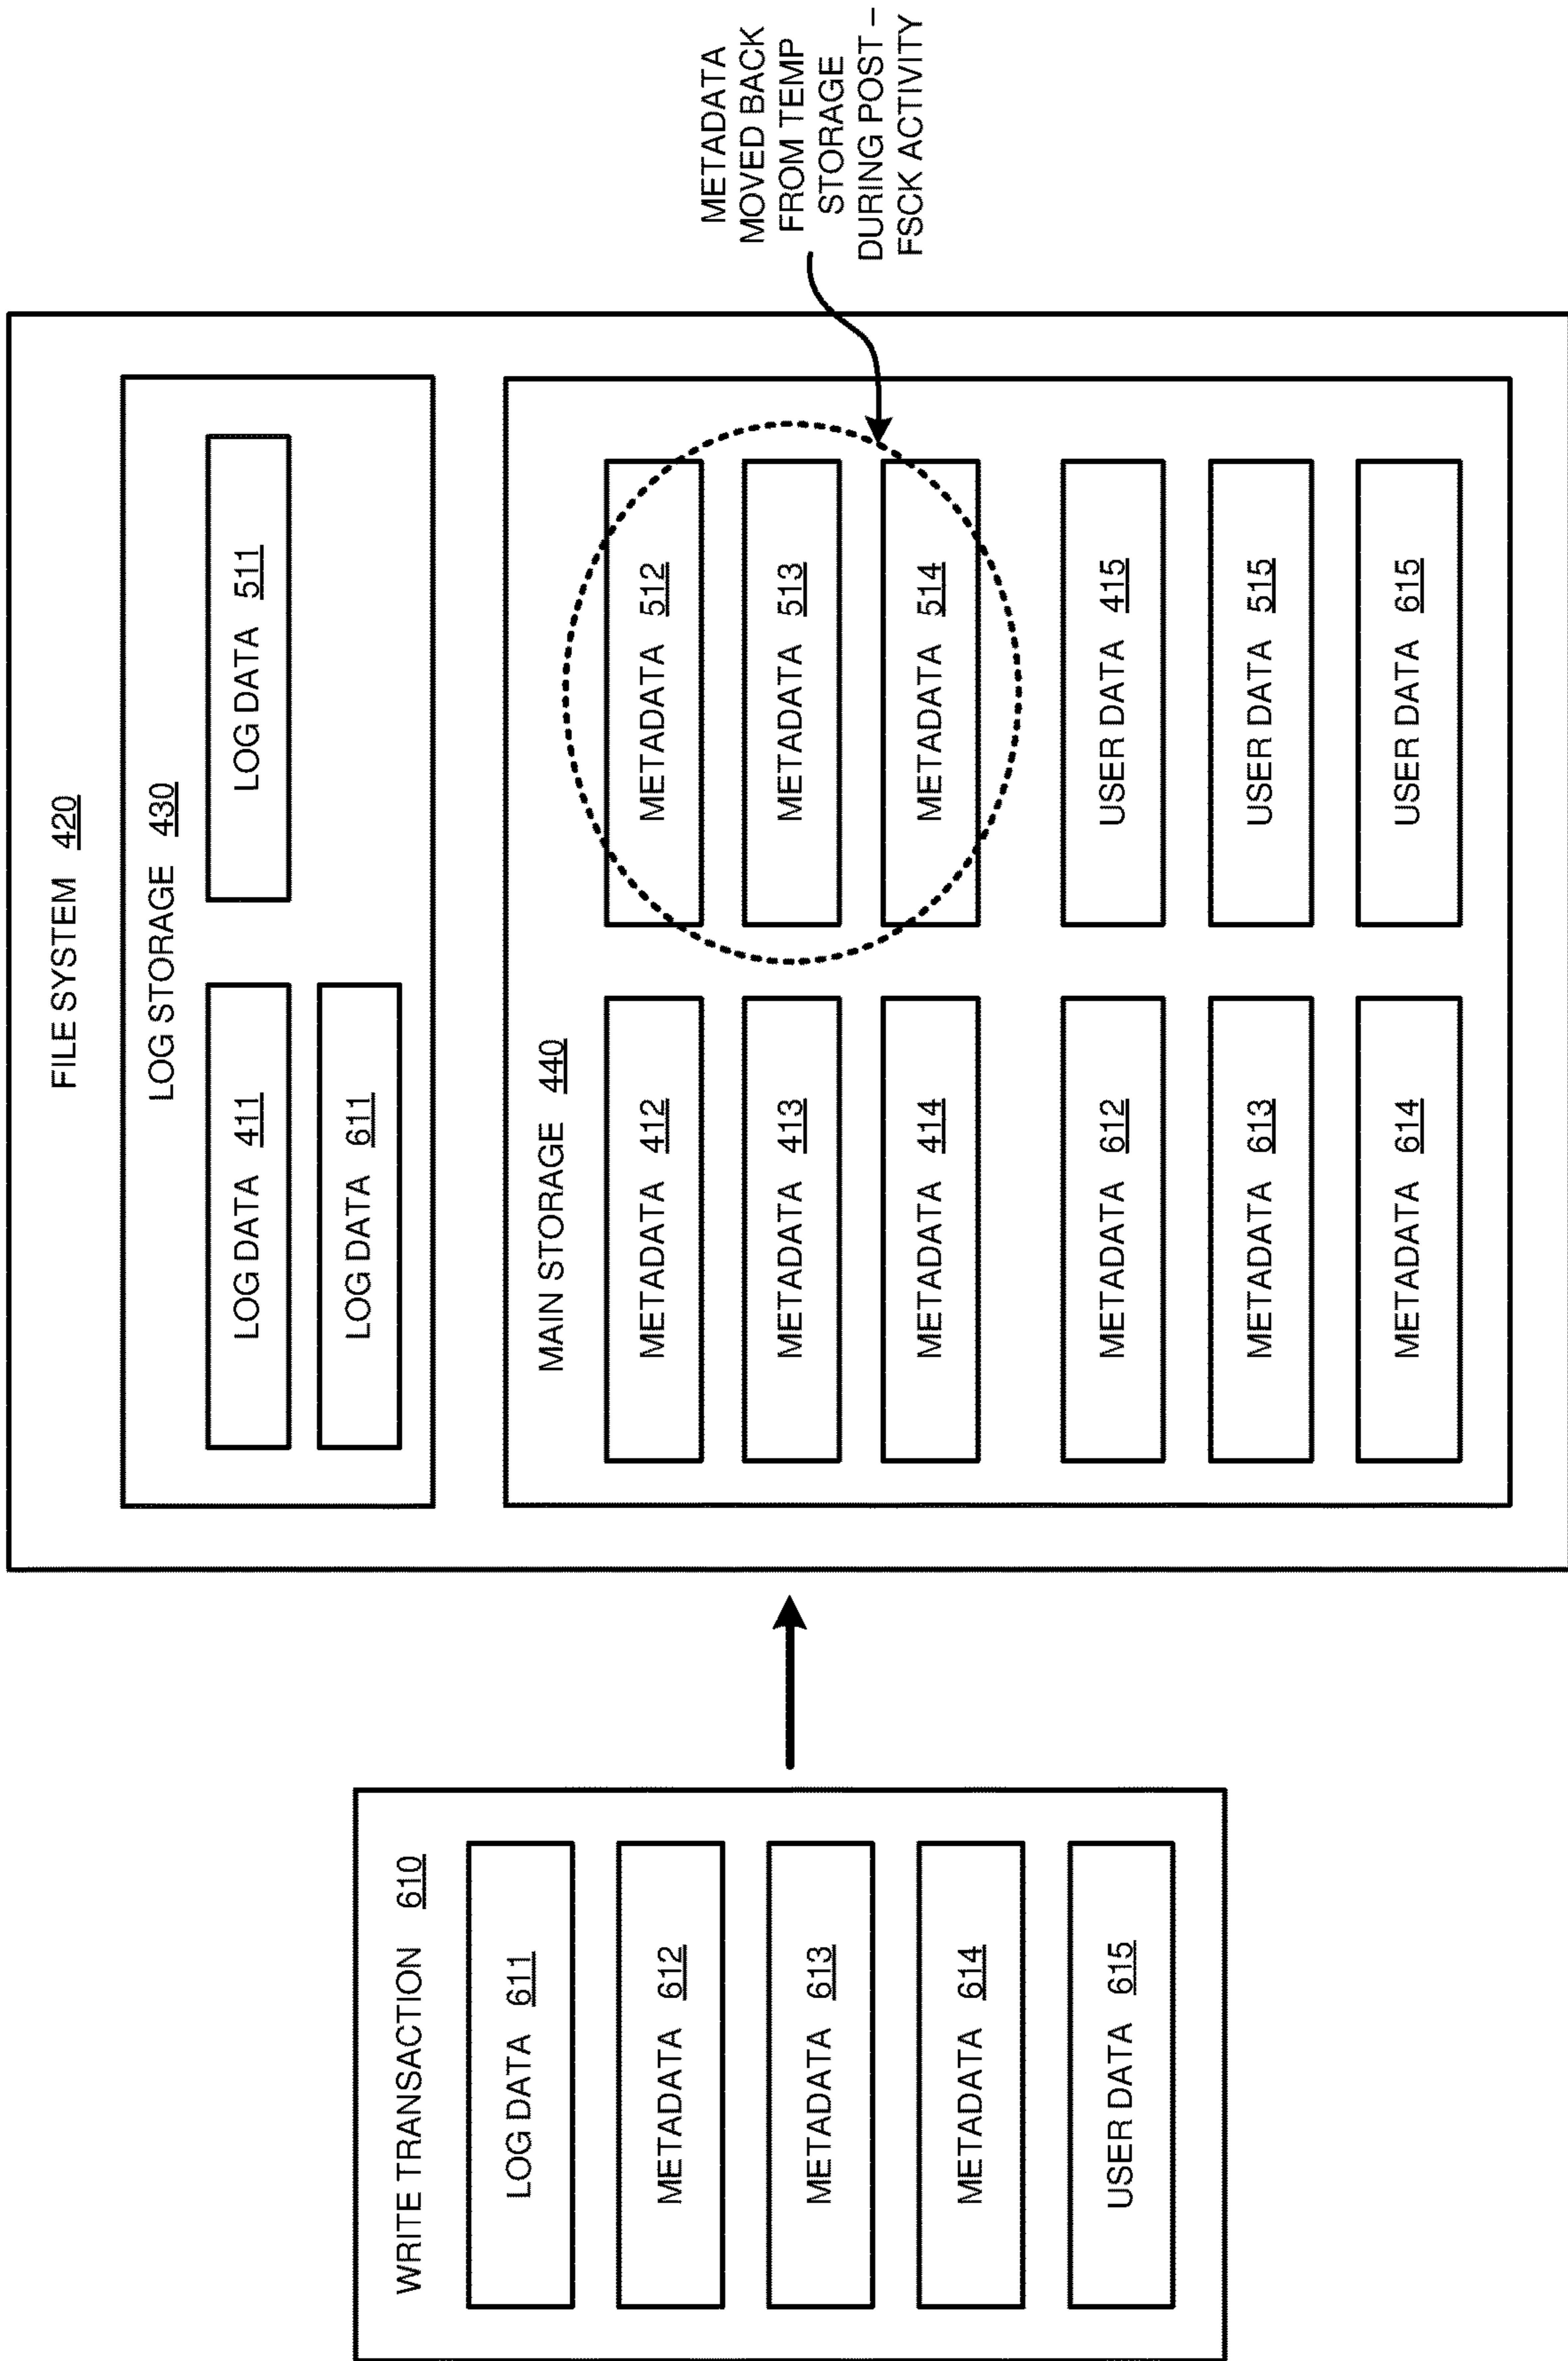 WRITE TRANSACTION 610
LOG DATA 611
METADATA 612
METADATA 613
METADATA 614
USER DATA 615
FILE SYSTEM 420
LOG STORAGE 430
LOG DATA 411
LOG DATA 511
LOG DATA 611
MAIN STORAGE 440
METADATA 412
METADATA 512
METADATA 413
METADATA 513
METADATA 414
METADATA 514
METADATA 612
USER DATA 415
METADATA 613
USER DATA 515
METADATA 614
USER DATA 615
METADATA
MOVED BACK
FROM TEMP
STORAGE
DURING POST –
FSCK ACTIVITY